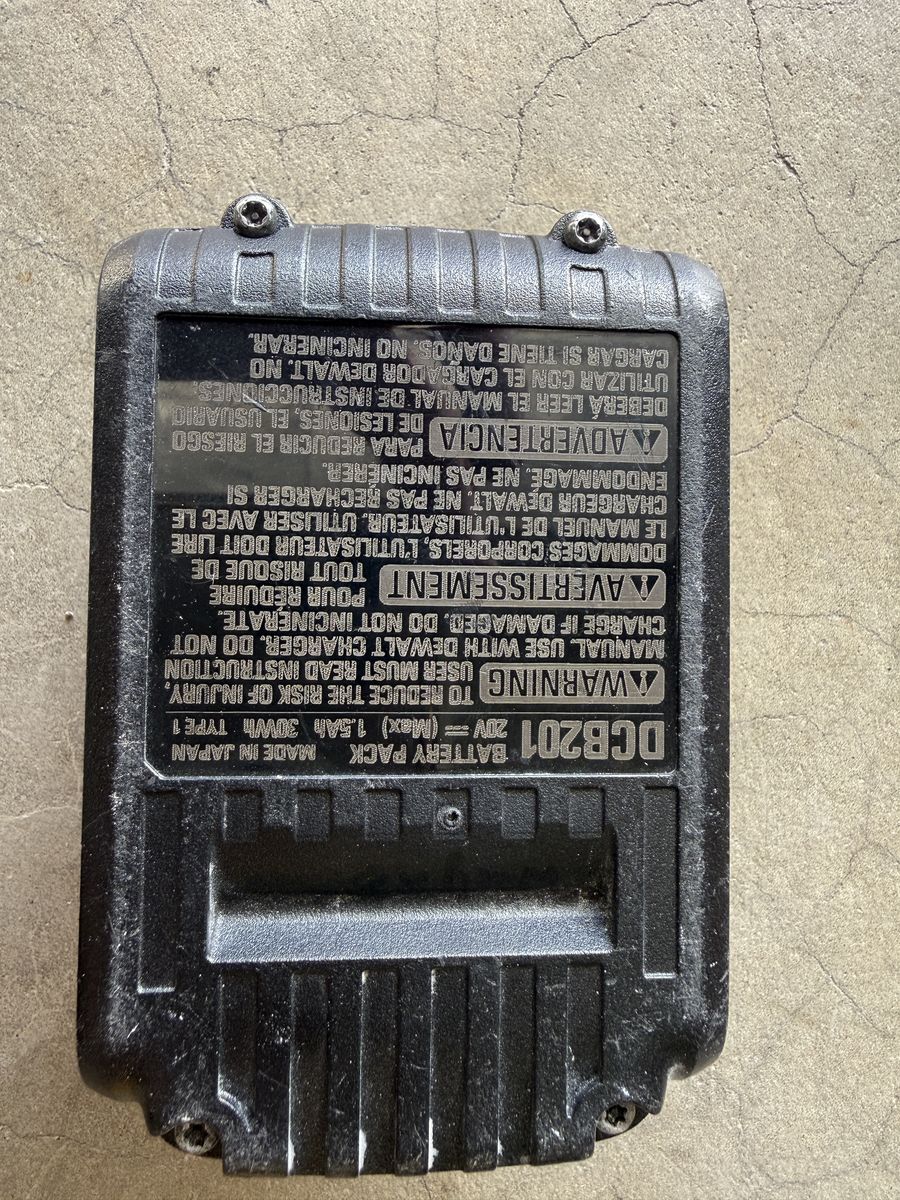 DCB201 BATTERY PACK MADE IN JAPAN
20V ⎓ (Max) 1.5Ah 30Wh TYPE 1
⚠ WARNING TO REDUCE THE RISK OF INJURY,
USER MUST READ INSTRUCTION
MANUAL. USE WITH DEWALT CHARGER. DO NOT
CHARGE IF DAMAGED. DO NOT INCINERATE.
⚠ AVERTISSEMENT POUR RÉDUIRE
TOUT RISQUE DE
DOMMAGES CORPORELS, L'UTILISATEUR DOIT LIRE
LE MANUEL DE L'UTILISATEUR. UTILISER AVEC LE
CHARGEUR DEWALT. NE PAS RECHARGER SI
ENDOMMAGÉ. NE PAS INCINÉRER.
⚠ ADVERTENCIA PARA REDUCIR EL RIESGO
DE LESIONES, EL USUARIO
DEBERÁ LEER EL MANUAL DE INSTRUCCIONES.
UTILIZAR CON EL CARGADOR DEWALT. NO
CARGAR SI TIENE DAÑOS. NO INCINERAR.